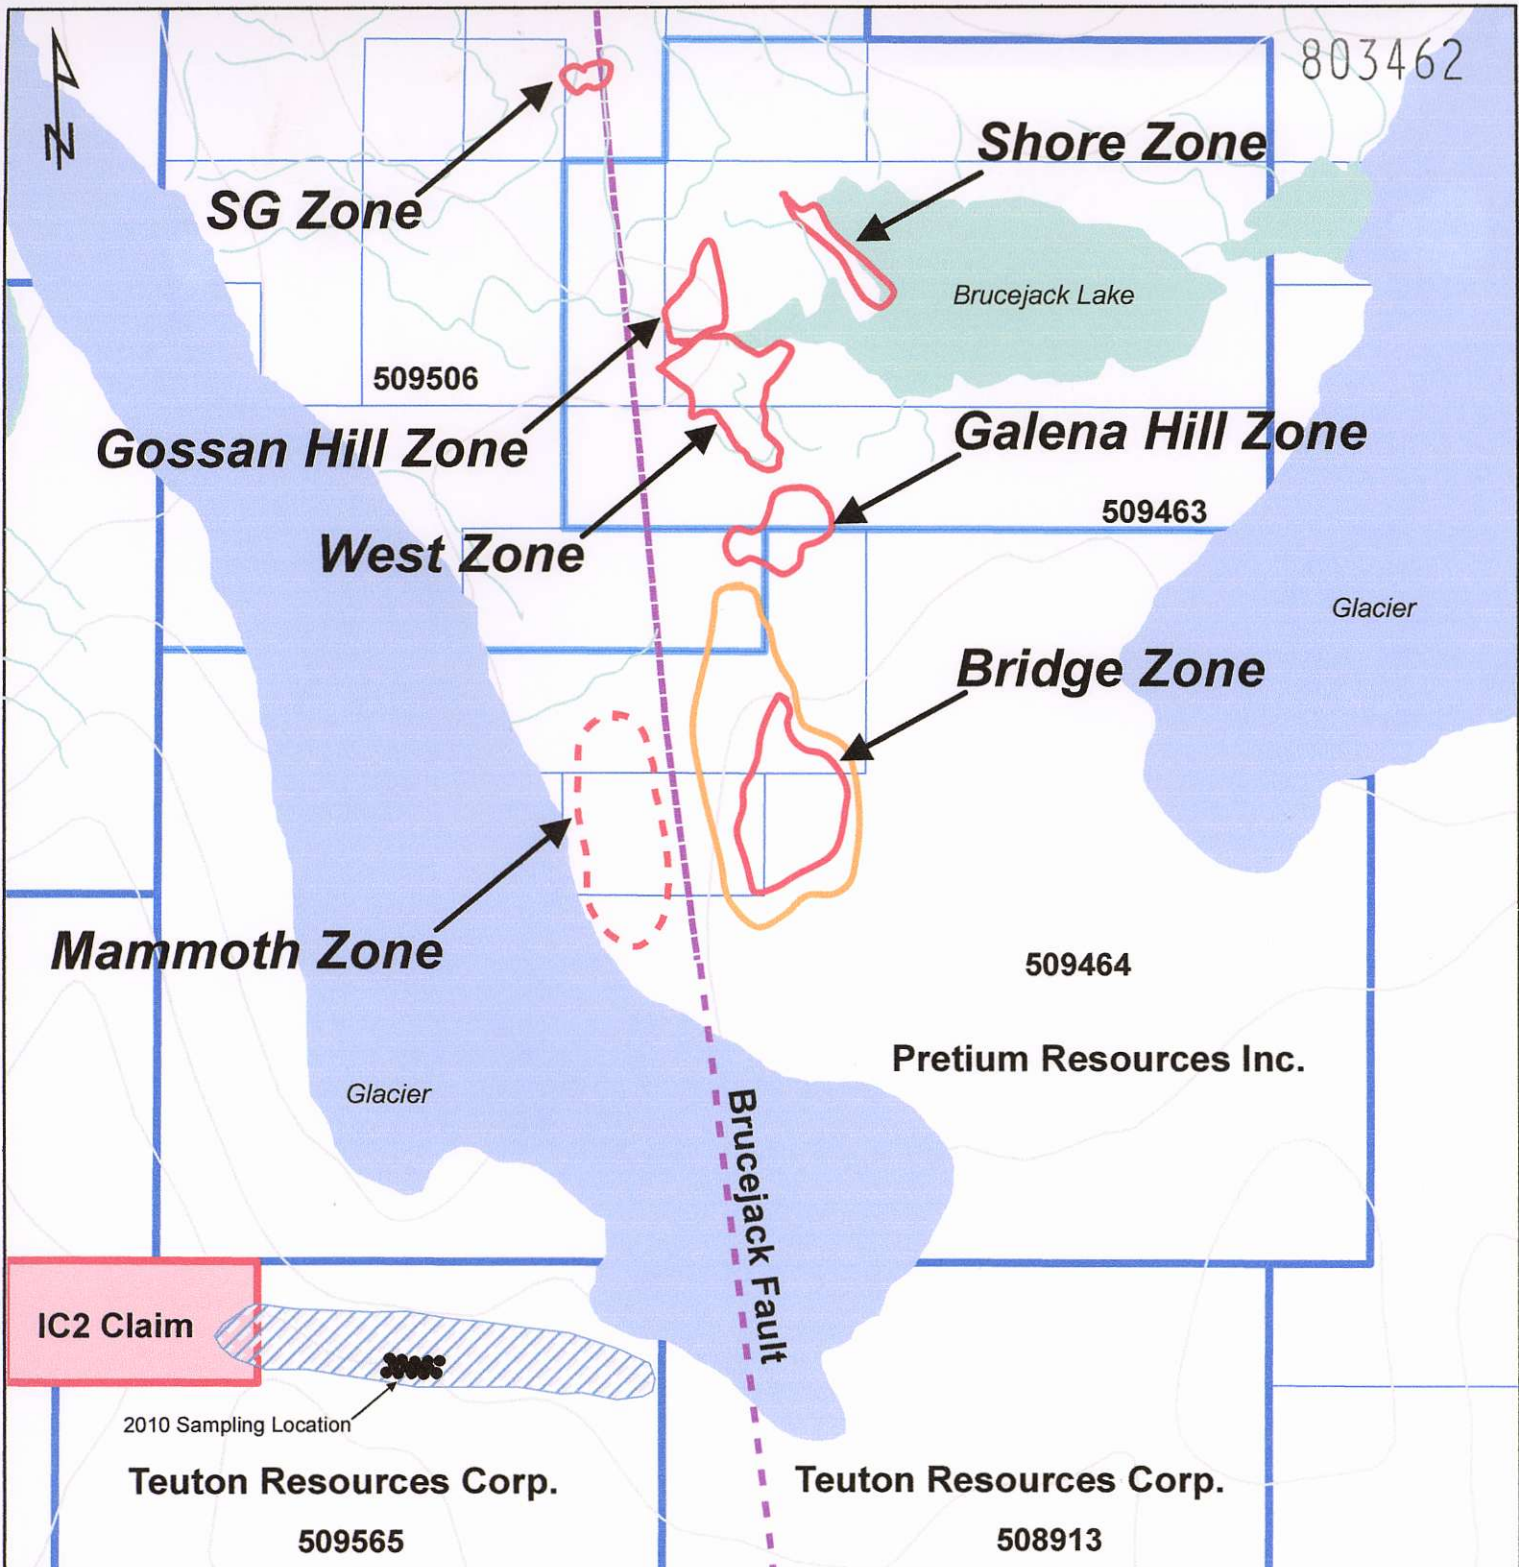 803462
N
Shore Zone
SG Zone
Brucejack Lake
509506
Gossan Hill Zone
Galena Hill Zone
509463
West Zone
Glacier
Bridge Zone
Mammoth Zone
509464
Pretium Resources Inc.
Glacier
Brucejack Fault
IC2 Claim
2010 Sampling Location
Teuton Resources Corp.
509565
Teuton Resources Corp.
508913